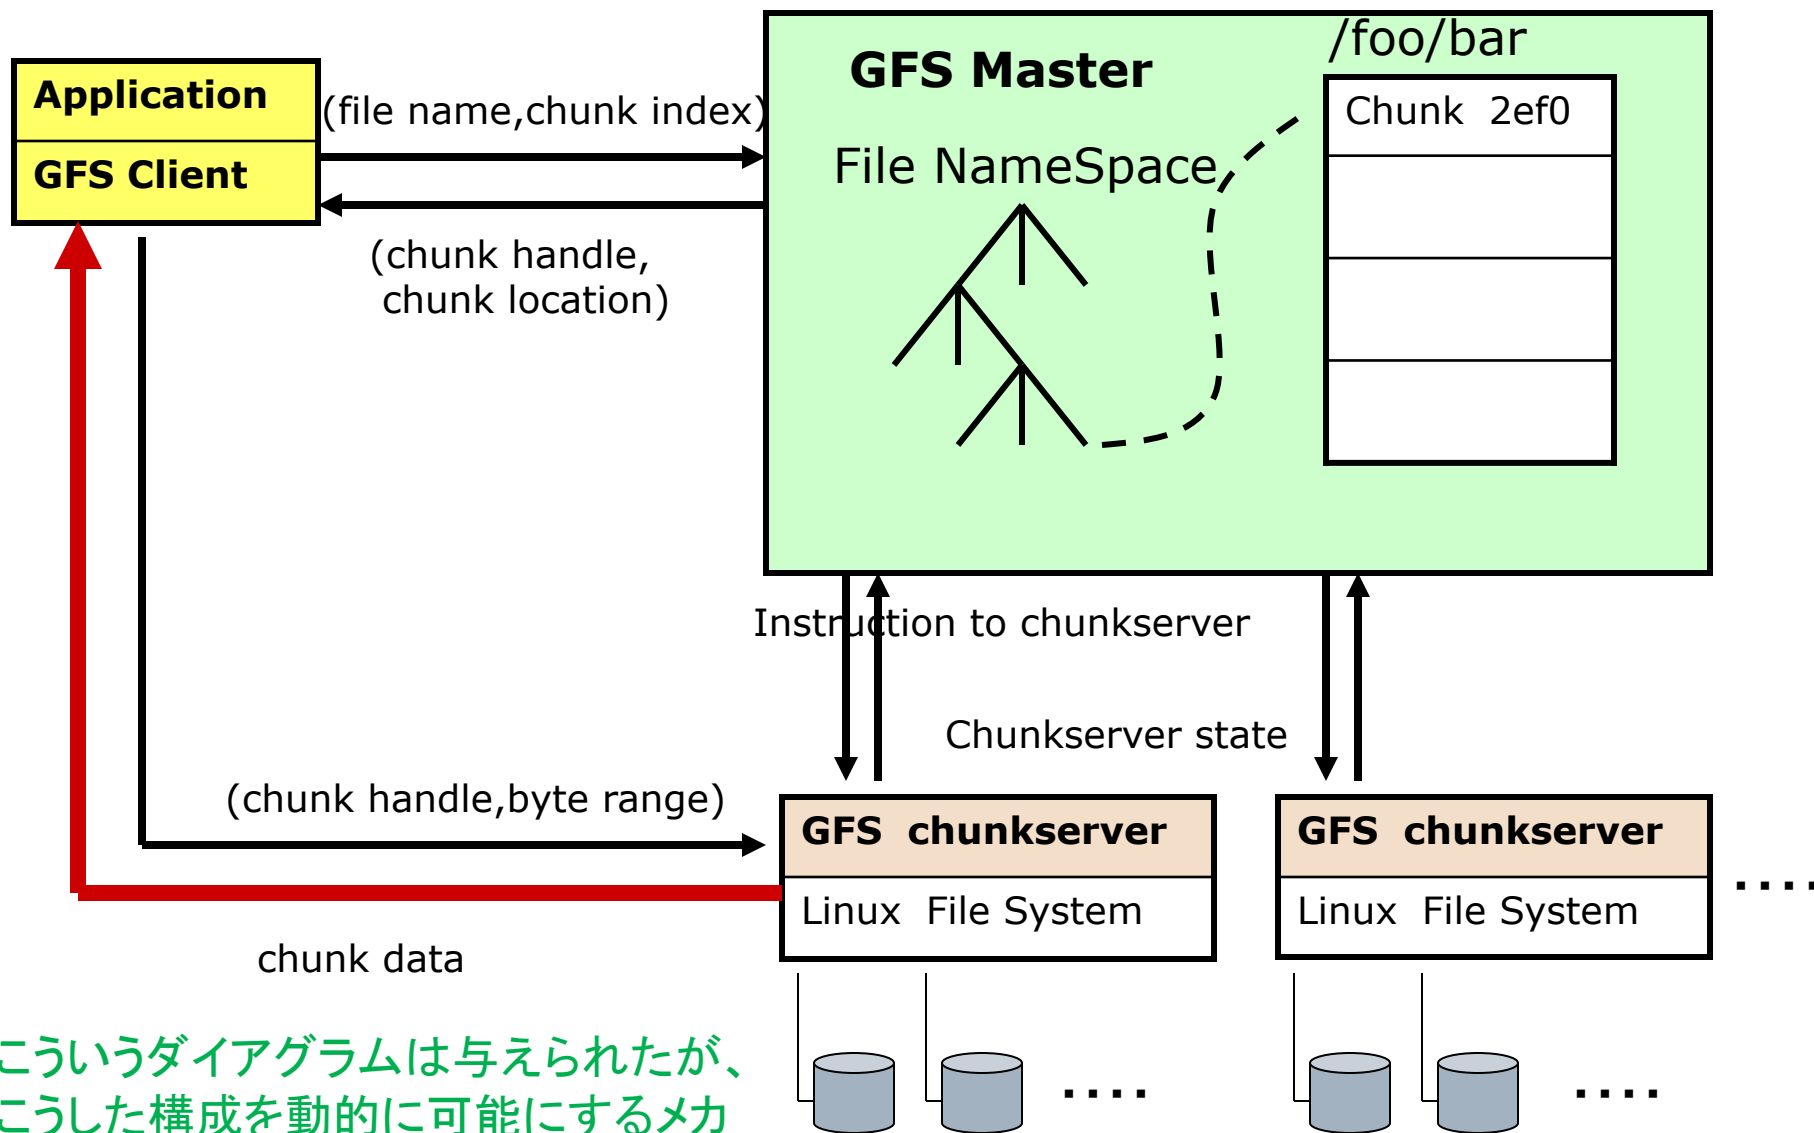 /foo/bar
GFS Master
Application
(file name,chunk index)
Chunk 2ef0
GFS Client
File NameSpace
(chunk handle,
chunk location)
Instruction to chunkserver
Chunkserver state
(chunk handle,byte range)
GFS chunkserver
GFS chunkserver
Linux File System
Linux File System
....
chunk data
こういうダイアグラムは与えられたが、
こうした構成を動的に可能にするメカ
....
....